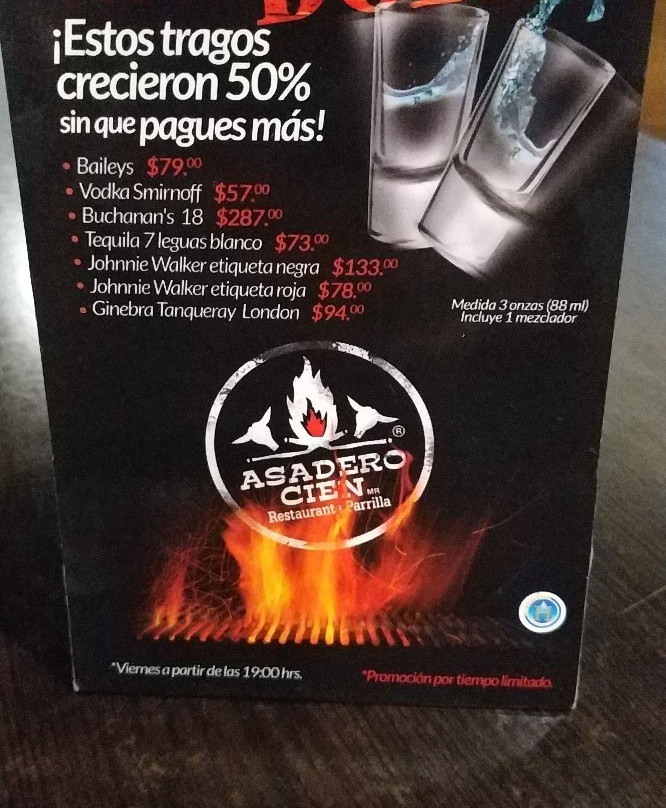 ¡Estos tragos
crecieron 50%
sin que pagues más!
• Baileys $79.00
• Vodka Smirnoff $57.00
• Buchanan's 18 $287.00
• Tequila 7 leguas blanco $73.00
• Johnnie Walker etiqueta negra $133.00
• Johnnie Walker etiqueta roja $78.00
• Ginebra Tanqueray London $94.00
Medida 3 onzas (88 ml)
Incluye 1 mezclador
®
ASADERO
CIEN MR
Restaurant Parrilla
H
*Viernes a partir de las 19:00 hrs.
*Promoción por tiempo limitado.